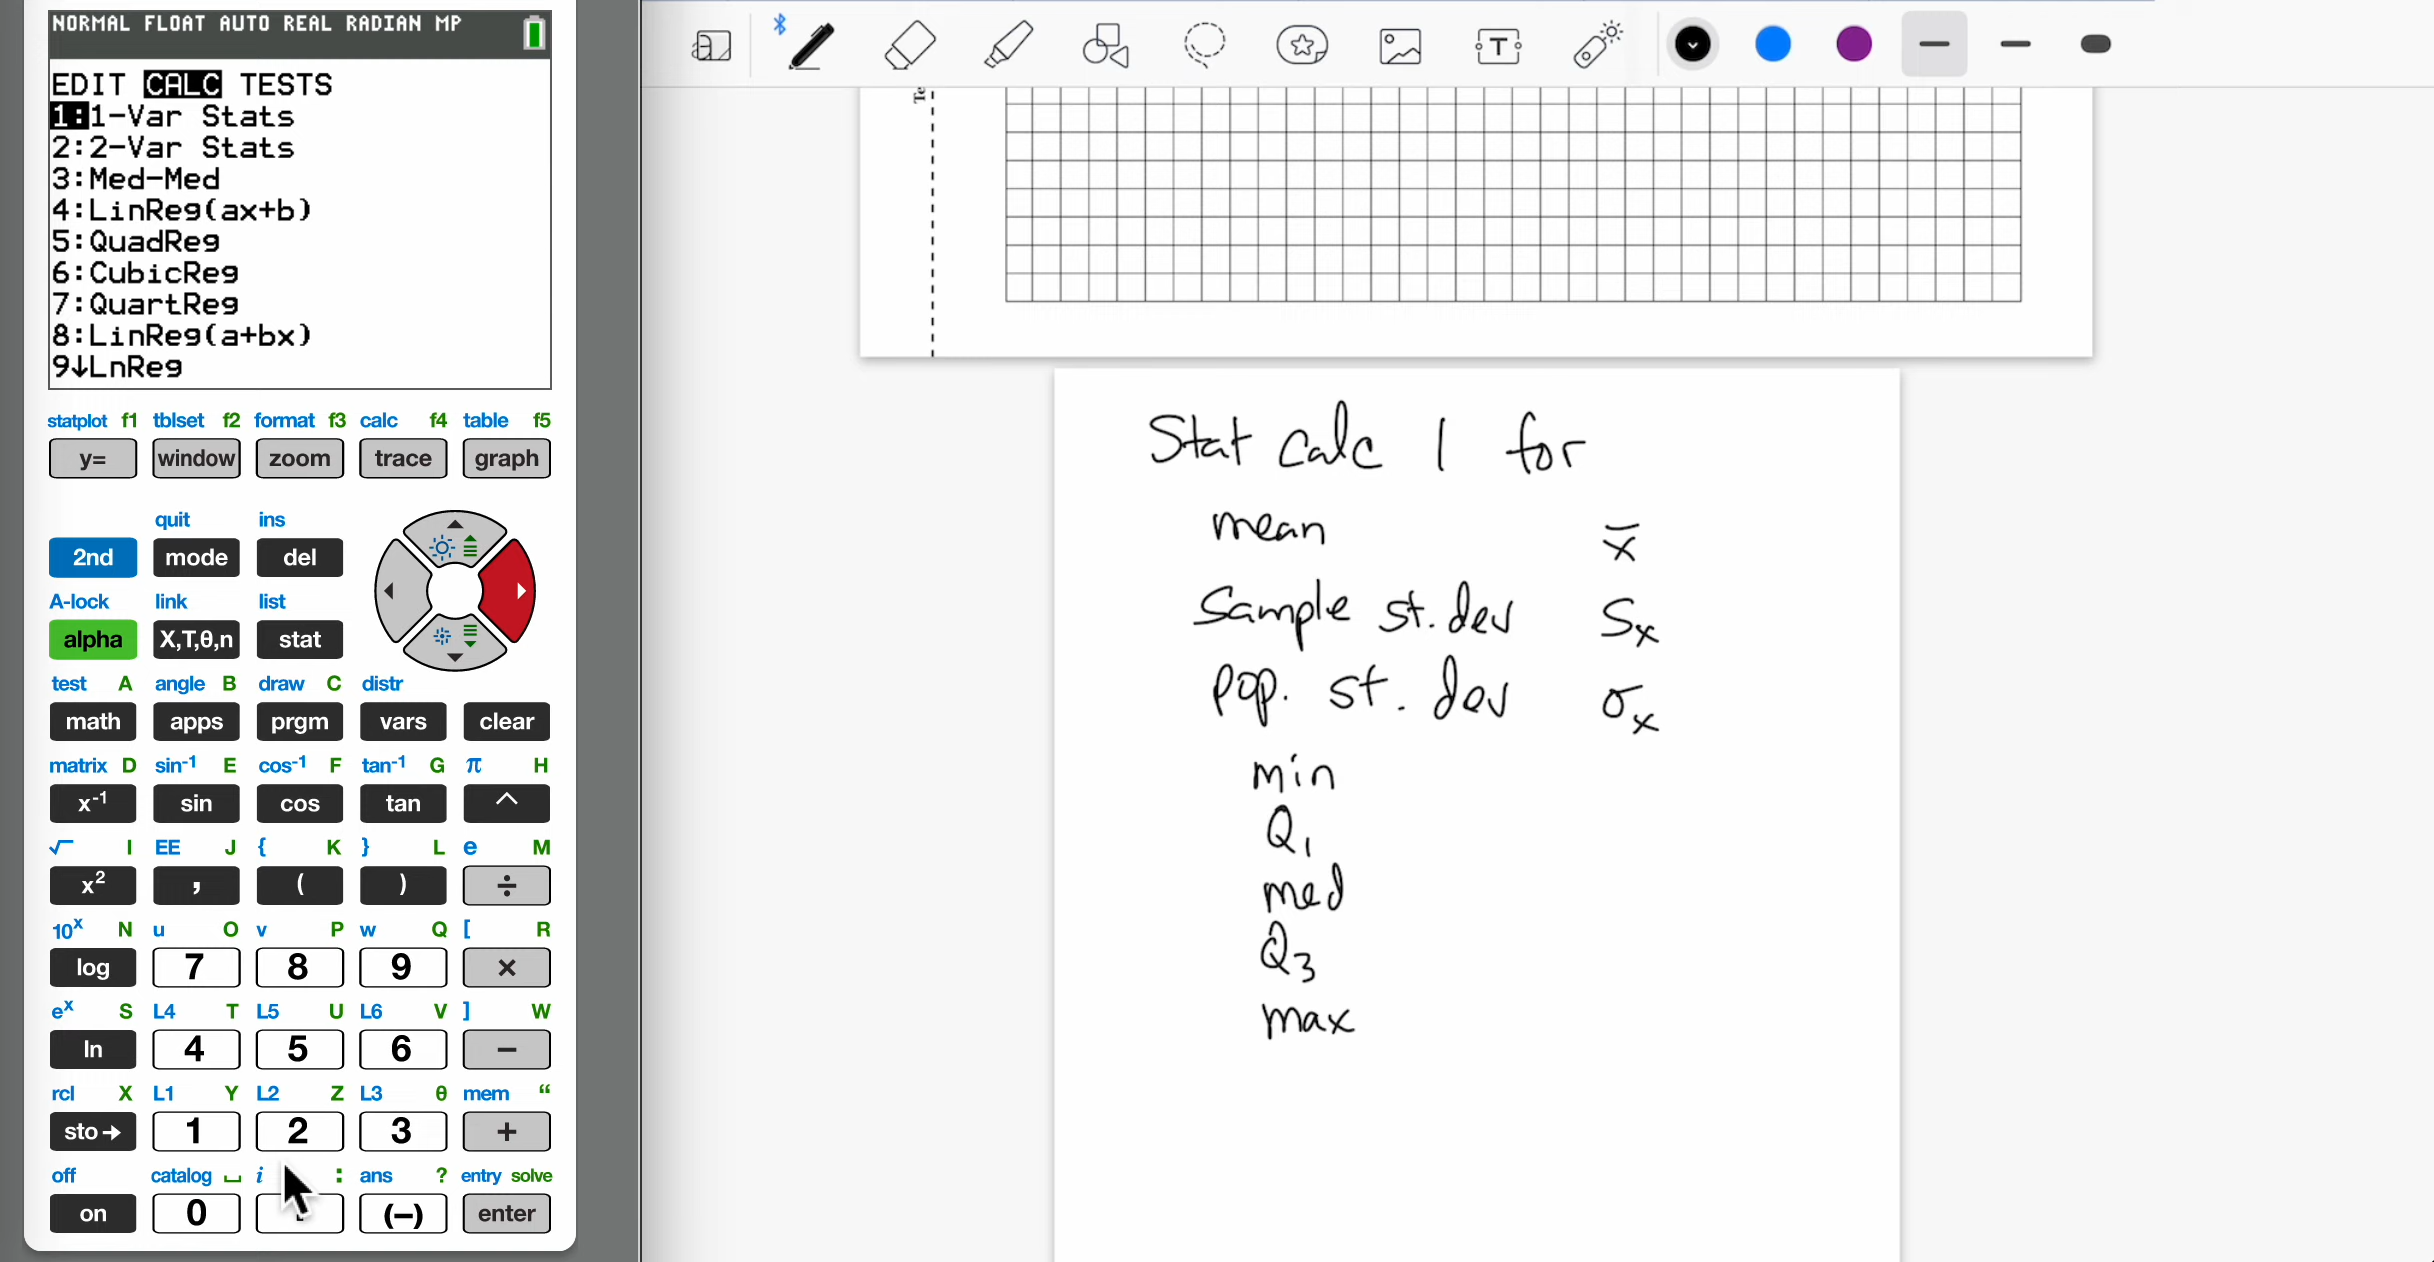 NORMAL FLOAT AUTO REAL RADIAN MP
EDIT CALC TESTS
1:1-Var Stats
2:2-Var Stats
3:Med-Med
4:LinReg(ax+b)
5:QuadReg
6:CubicReg
7:QuartReg
8:LinReg(a+bx)
9↓LnReg
statplot f1 tblset f2 format f3 calc f4 table f5
y= window zoom trace graph
quit ins
2nd mode del
A-lock link list
alpha X,T,θ,n stat
test A angle B draw C distr
math apps prgm vars clear
matrix D sin⁻¹ E cos⁻¹ F tan⁻¹ G π H
x⁻¹ sin cos tan ^
√ I EE J { K } L e M
x² , ( ) ÷
10ˣ N u O v P w Q [ R
log 7 8 9 ×
eˣ S L4 T L5 U L6 V ] W
ln 4 5 6 −
rcl X L1 Y L2 Z L3 θ mem “
sto→ 1 2 3 +
off catalog ⎵ i : ans ? entry solve
on 0 . (−) enter
a T
Te
Stat calc 1 for
mean x̄
Sample st. dev Sx
pop. st. dev σx
min
Q1
med
Q3
max